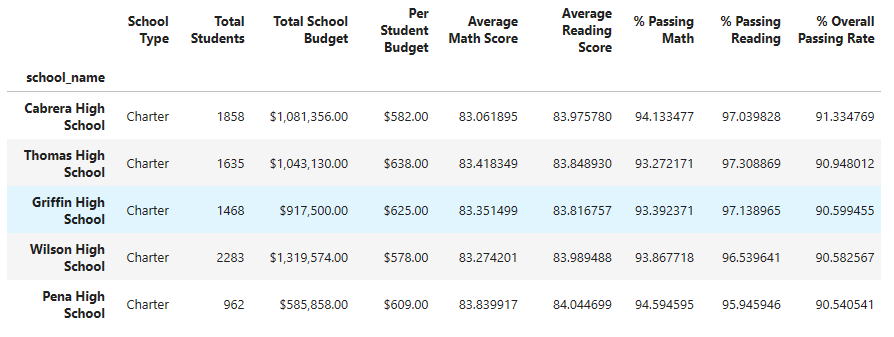 School Type Total Students Total School Budget Per Student Budget Average Math Score Average Reading Score % Passing Math % Passing Reading % Overall Passing Rate
school_name
Cabrera High School Charter 1858 $1,081,356.00 $582.00 83.061895 83.975780 94.133477 97.039828 91.334769
Thomas High School Charter 1635 $1,043,130.00 $638.00 83.418349 83.848930 93.272171 97.308869 90.948012
Griffin High School Charter 1468 $917,500.00 $625.00 83.351499 83.816757 93.392371 97.138965 90.599455
Wilson High School Charter 2283 $1,319,574.00 $578.00 83.274201 83.989488 93.867718 96.539641 90.582567
Pena High School Charter 962 $585,858.00 $609.00 83.839917 84.044699 94.594595 95.945946 90.540541